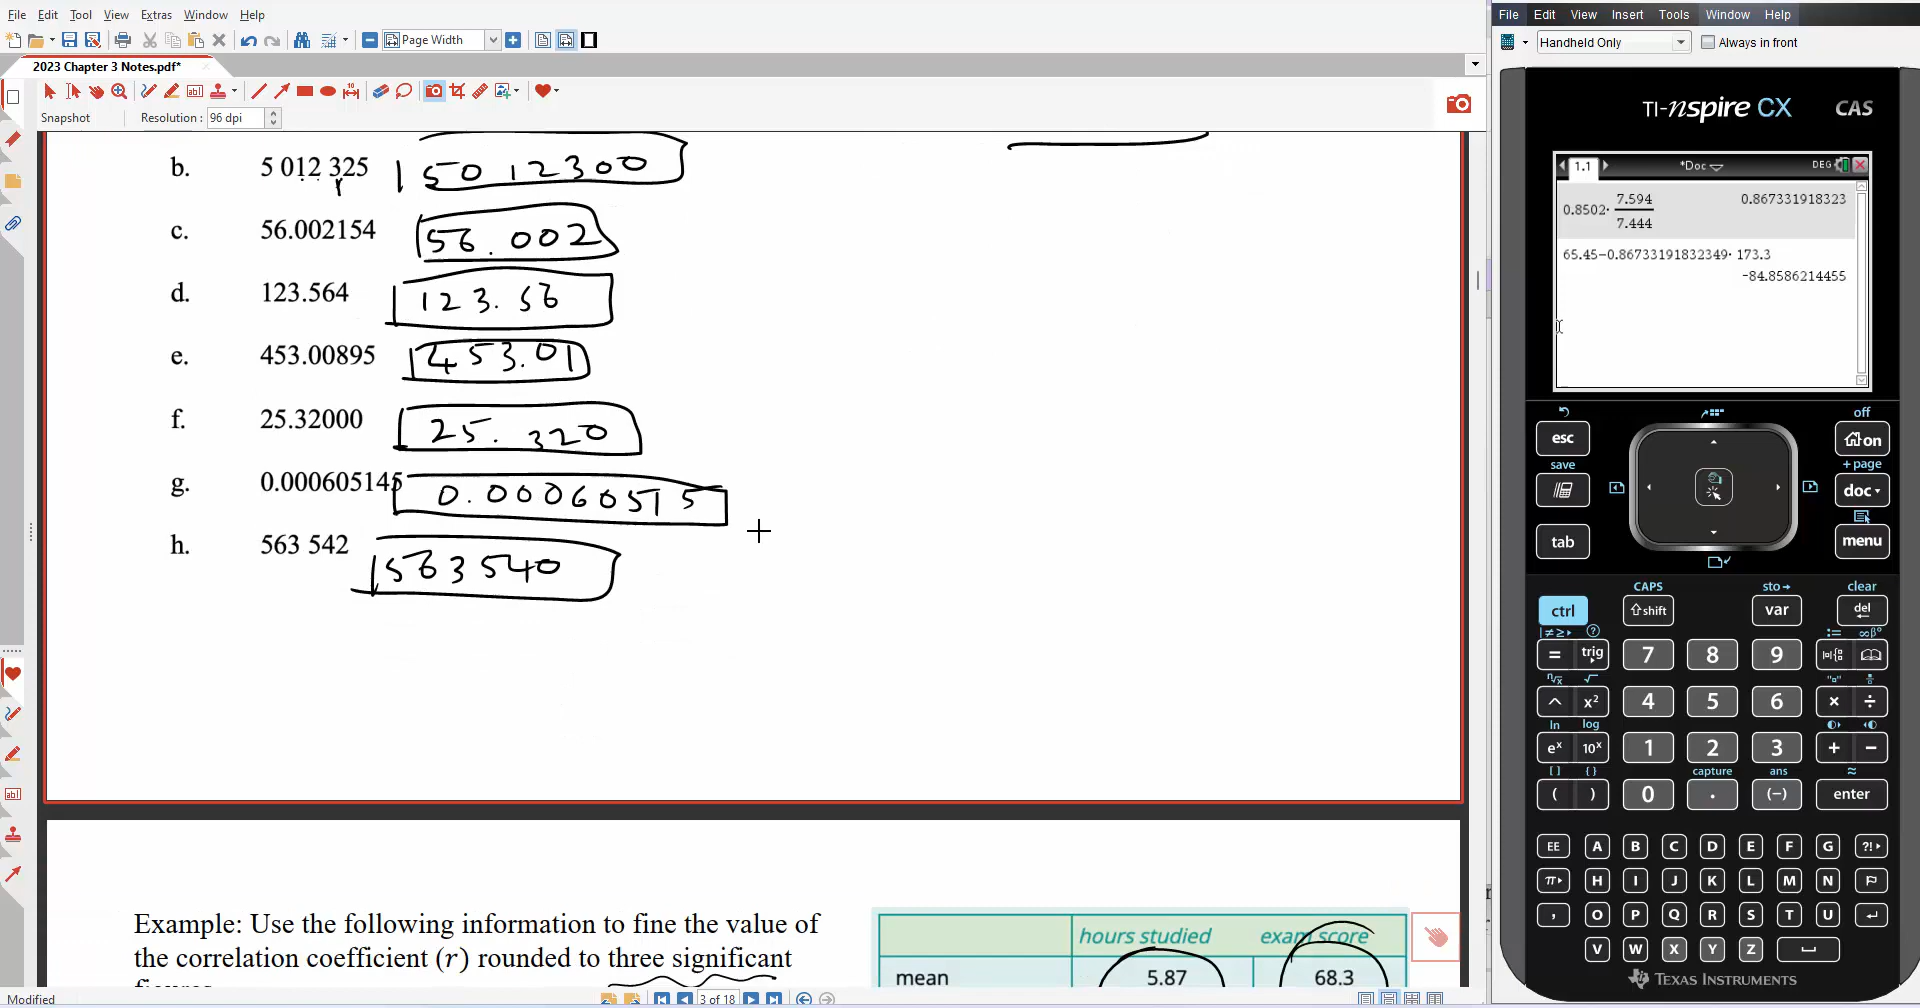 File Edit Tool View Extras Window Help
Page Width
2023 Chapter 3 Notes.pdf*
Snapshot Resolution : 96 dpi
b. 5 012 325 5012300
c. 56.002154 56.002
d. 123.564 123.56
e. 453.00895 453.01
f. 25.32000 25.320
g. 0.000605145 0.00060515
h. 563 542 563540
Example: Use the following information to fine the value of
the correlation coefficient (r) rounded to three significant
hours studied exam score
mean 5.87 68.3
Modified
3 of 18
File Edit View Insert Tools Window Help
Handheld Only Always in front
TI-nspire CX CAS
1.1 *Doc DEG
0.8502· 7.594
7.444
0.867331918323
65.45−0.86733191832349·173.3
-84.8586214455
off
esc on
save + page
doc
tab menu
CAPS sto→ clear
ctrl shift var del
= trig 7 8 9
^ x² 4 5 6 × ÷
ln log
eˣ 10ˣ 1 2 3 + −
[ ] { } capture ans ≈
( ) 0 . (−) enter
EE A B C D E F G ?!
π H I J K L M N
, O P Q R S T U
V W X Y Z
TEXAS INSTRUMENTS